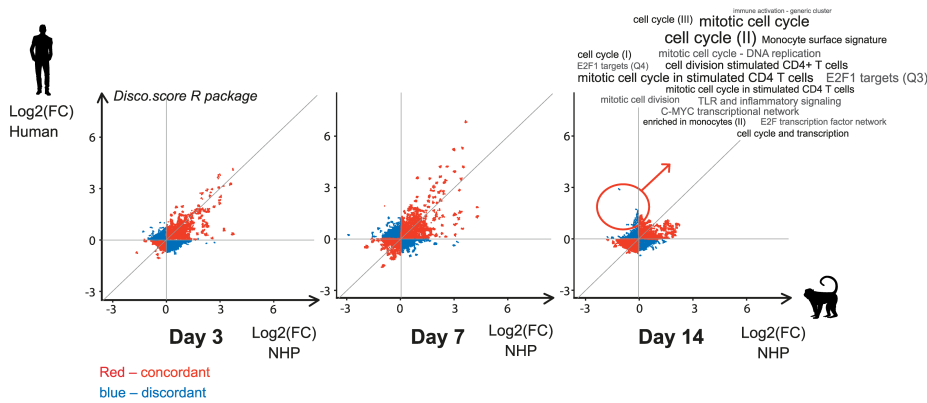 immune activation - generic cluster
cell cycle (III) mitotic cell cycle
cell cycle (II) Monocyte surface signature
cell cycle (I) mitotic cell cycle - DNA replication
E2F1 targets (Q4) cell division stimulated CD4+ T cells
mitotic cell cycle in stimulated CD4 T cells E2F1 targets (Q3)
mitotic cell cycle in stimulated CD4 T cells
mitotic cell division TLR and inflammatory signaling
C-MYC transcriptional network
enriched in monocytes (II) E2F transcription factor network
cell cycle and transcription
Disco.score R package
Log2(FC)
Human
6
3
0
-3
-3 0 3 6
6
3
0
-3
-3 0 3 6
6
3
0
-3
-3 0 3 6
Day 3 Log2(FC)
NHP
Day 7 Log2(FC)
NHP
Day 14 Log2(FC)
NHP
Red – concordant
blue – discordant